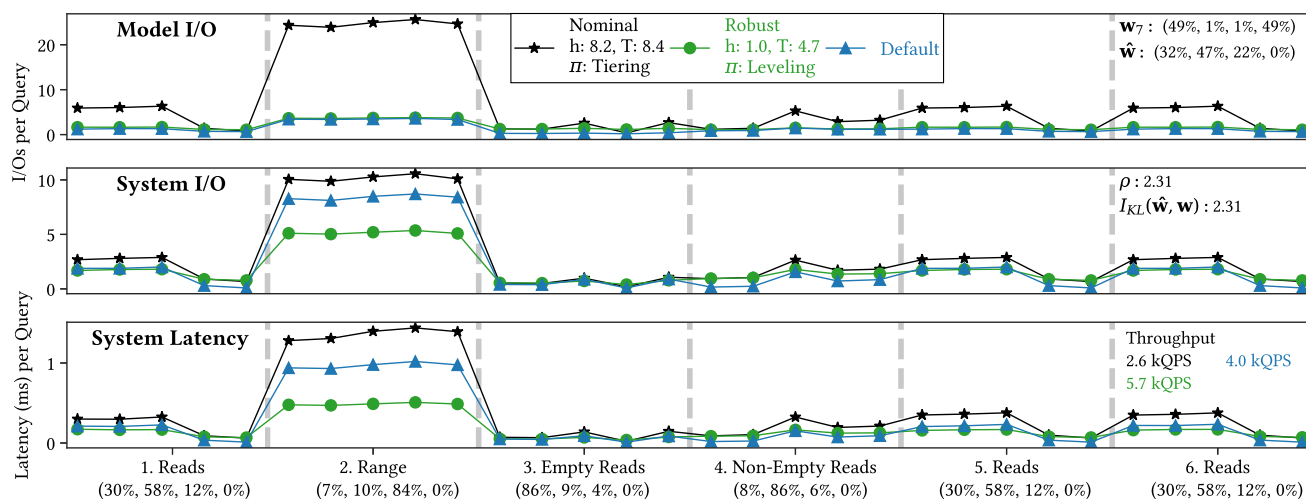 Model I/O
Nominal
h: 8.2, T: 8.4
π: Tiering
Robust
h: 1.0, T: 4.7
π: Leveling
Default
w₇ : (49%, 1%, 1%, 49%)
ŵ : (32%, 47%, 22%, 0%)
I/Os per Query
20
10
0
System I/O
ρ : 2.31
I_KL(ŵ, w) : 2.31
10
5
0
System Latency
Throughput
2.6 kQPS
4.0 kQPS
5.7 kQPS
Latency (ms) per Query
1
0
1. Reads
(30%, 58%, 12%, 0%)
2. Range
(7%, 10%, 84%, 0%)
3. Empty Reads
(86%, 9%, 4%, 0%)
4. Non-Empty Reads
(8%, 86%, 6%, 0%)
5. Reads
(30%, 58%, 12%, 0%)
6. Reads
(30%, 58%, 12%, 0%)